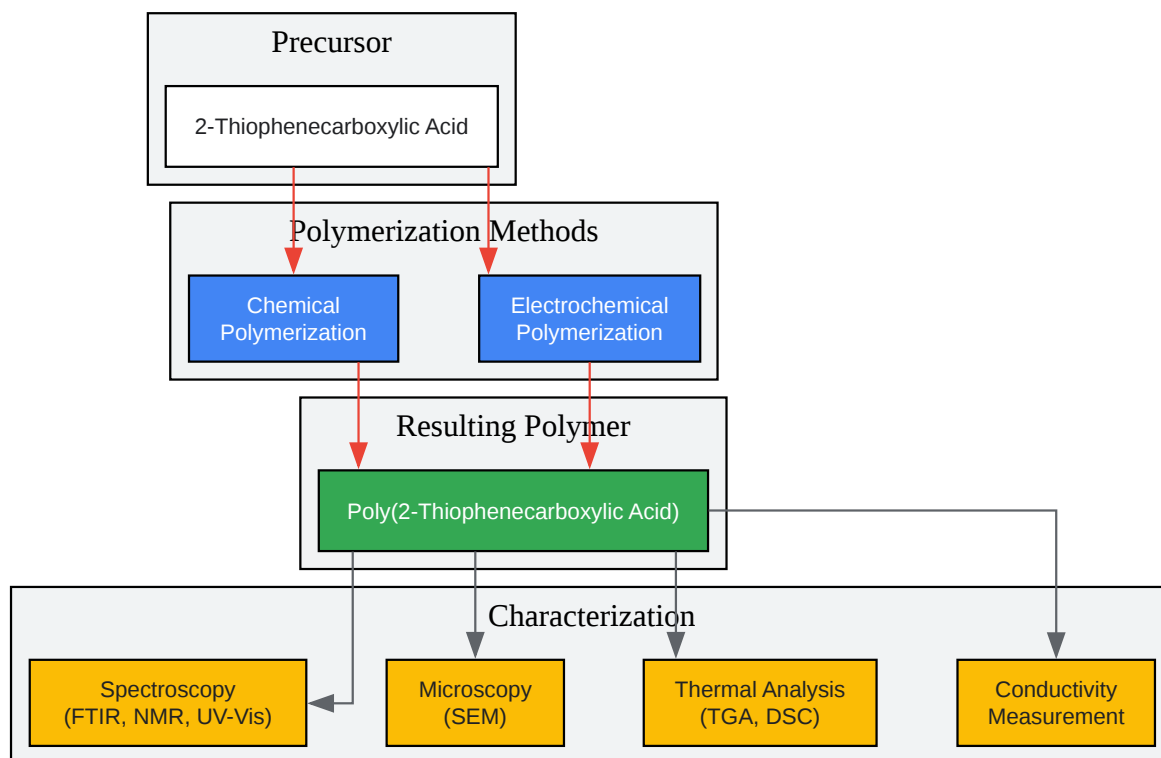 Precursor
2-Thiophenecarboxylic Acid
Polymerization Methods
Chemical
Polymerization
Electrochemical
Polymerization
Resulting Polymer
Poly(2-Thiophenecarboxylic Acid)
Characterization
Spectroscopy
(FTIR, NMR, UV-Vis)
Microscopy
(SEM)
Thermal Analysis
(TGA, DSC)
Conductivity
Measurement